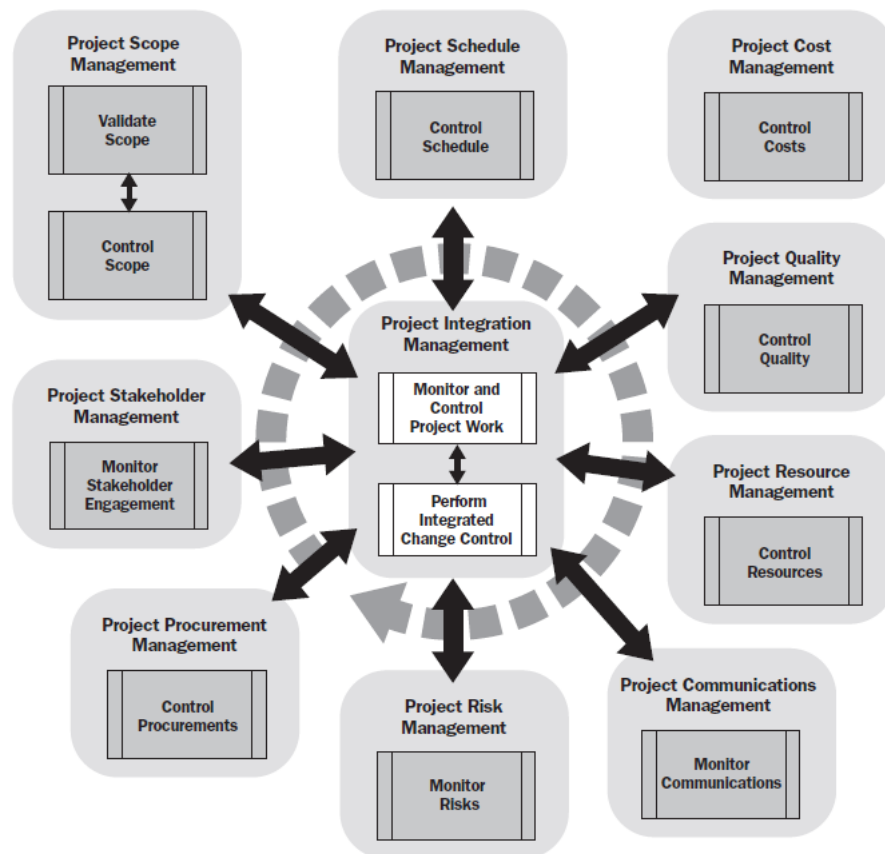 Project Scope
Management
Validate
Scope
Control
Scope
Project Schedule
Management
Control
Schedule
Project Cost
Management
Control
Costs
Project Quality
Management
Control
Quality
Project Integration
Management
Monitor and
Control
Project Work
Perform
Integrated
Change Control
Project Stakeholder
Management
Monitor
Stakeholder
Engagement
Project Resource
Management
Control
Resources
Project Procurement
Management
Control
Procurements
Project Risk
Management
Monitor
Risks
Project Communications
Management
Monitor
Communications